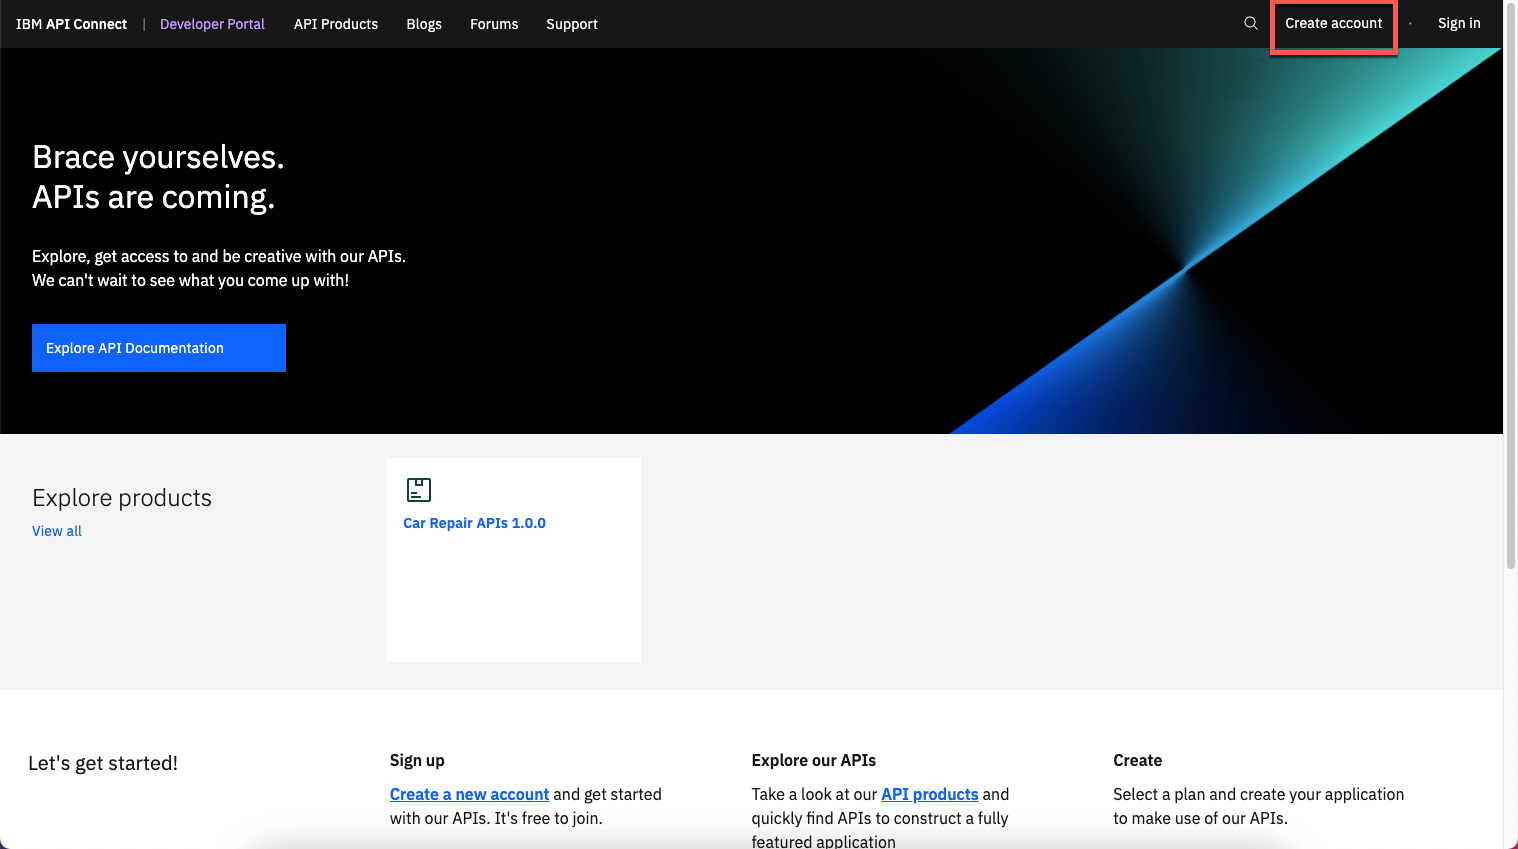 IBM API Connect | Developer Portal API Products Blogs Forums Support Create account · Sign in
Brace yourselves.
APIs are coming.
Explore, get access to and be creative with our APIs.
We can't wait to see what you come up with!
Explore API Documentation
Explore products
View all
Car Repair APIs 1.0.0
Let's get started!
Sign up
Create a new account and get started
with our APIs. It's free to join.
Explore our APIs
Take a look at our API products and
quickly find APIs to construct a fully
featured application
Create
Select a plan and create your application
to make use of our APIs.